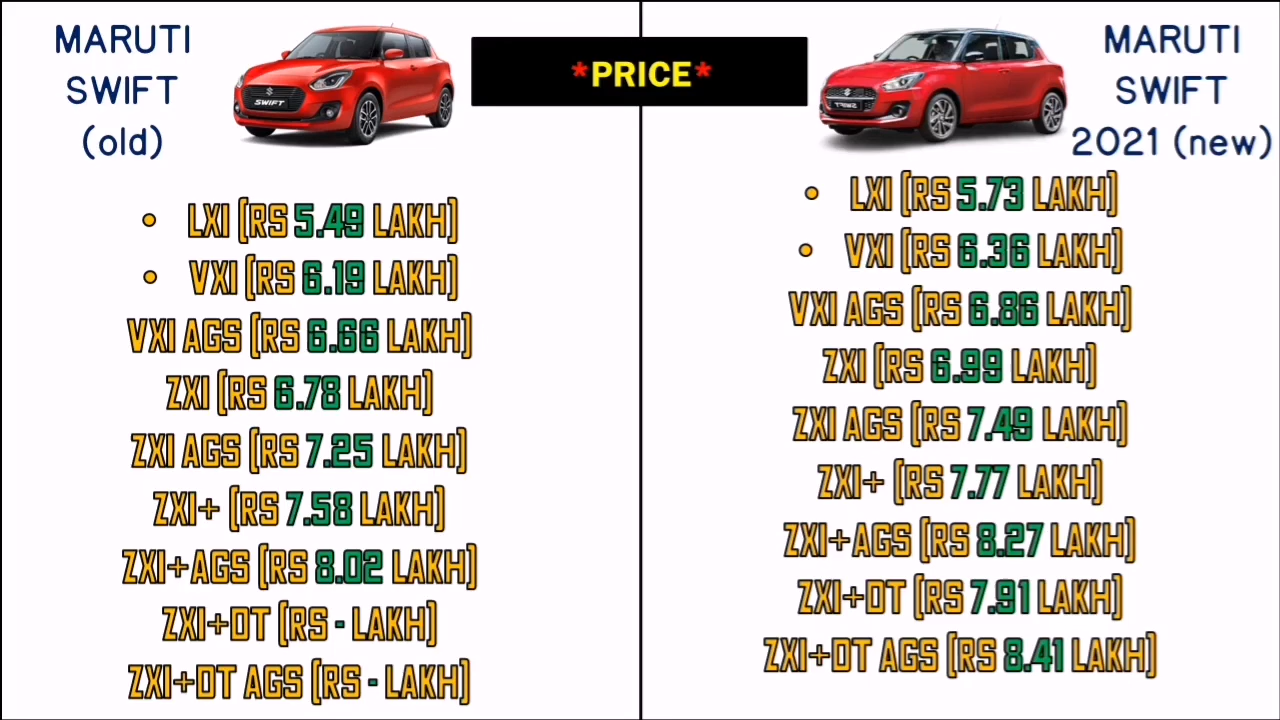 MARUTI
SWIFT
(old)
SWIFT
• LXI (RS 5.49 LAKH)
• VXI (RS 6.19 LAKH)
VXI AGS (RS 6.66 LAKH)
ZXI (RS 6.78 LAKH)
ZXI AGS (RS 7.25 LAKH)
ZXI+ (RS 7.58 LAKH)
ZXI+AGS (RS 8.02 LAKH)
ZXI+DT (RS - LAKH)
ZXI+DT AGS (RS - LAKH)
*PRICE*
MARUTI
SWIFT
2021 (new)
SWIFT
• LXI (RS 5.73 LAKH)
• VXI (RS 6.36 LAKH)
VXI AGS (RS 6.86 LAKH)
ZXI (RS 6.99 LAKH)
ZXI AGS (RS 7.49 LAKH)
ZXI+ (RS 7.77 LAKH)
ZXI+AGS (RS 8.27 LAKH)
ZXI+DT (RS 7.91 LAKH)
ZXI+DT AGS (RS 8.41 LAKH)